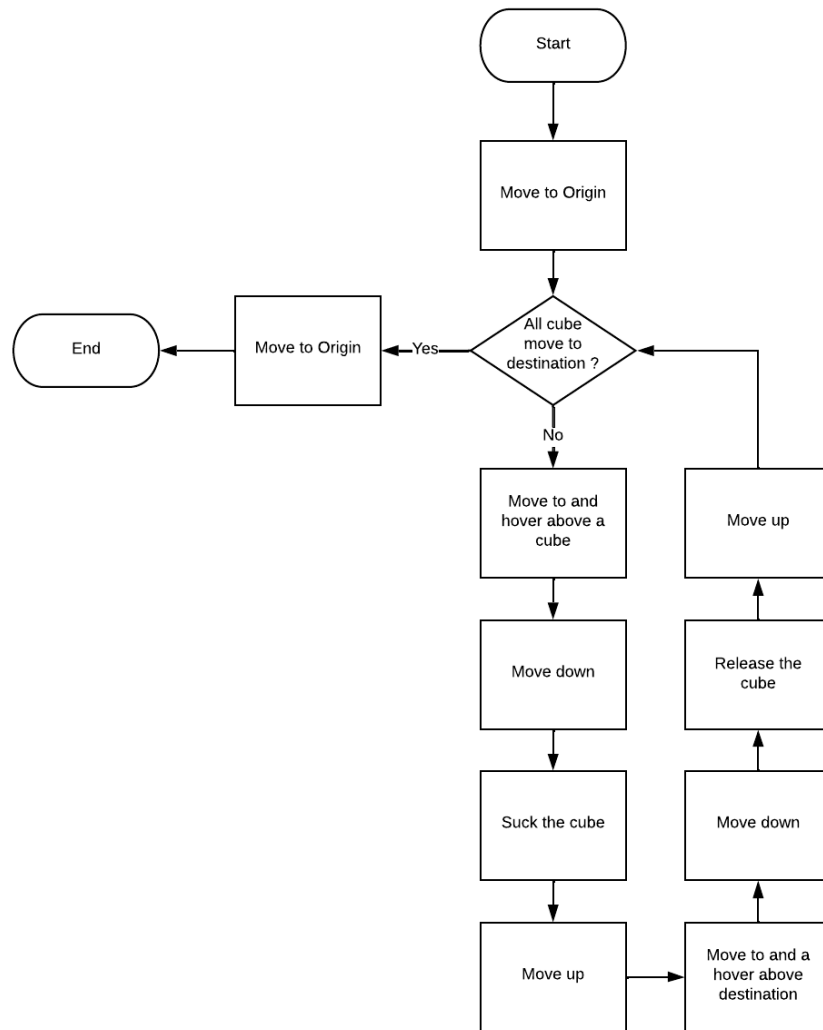 Start
Move to Origin
All cube
move to
destination ?
Yes
Move to Origin
End
No
Move to and
hover above a
cube
Move down
Suck the cube
Move up
Move to and a
hover above
destination
Move down
Release the
cube
Move up